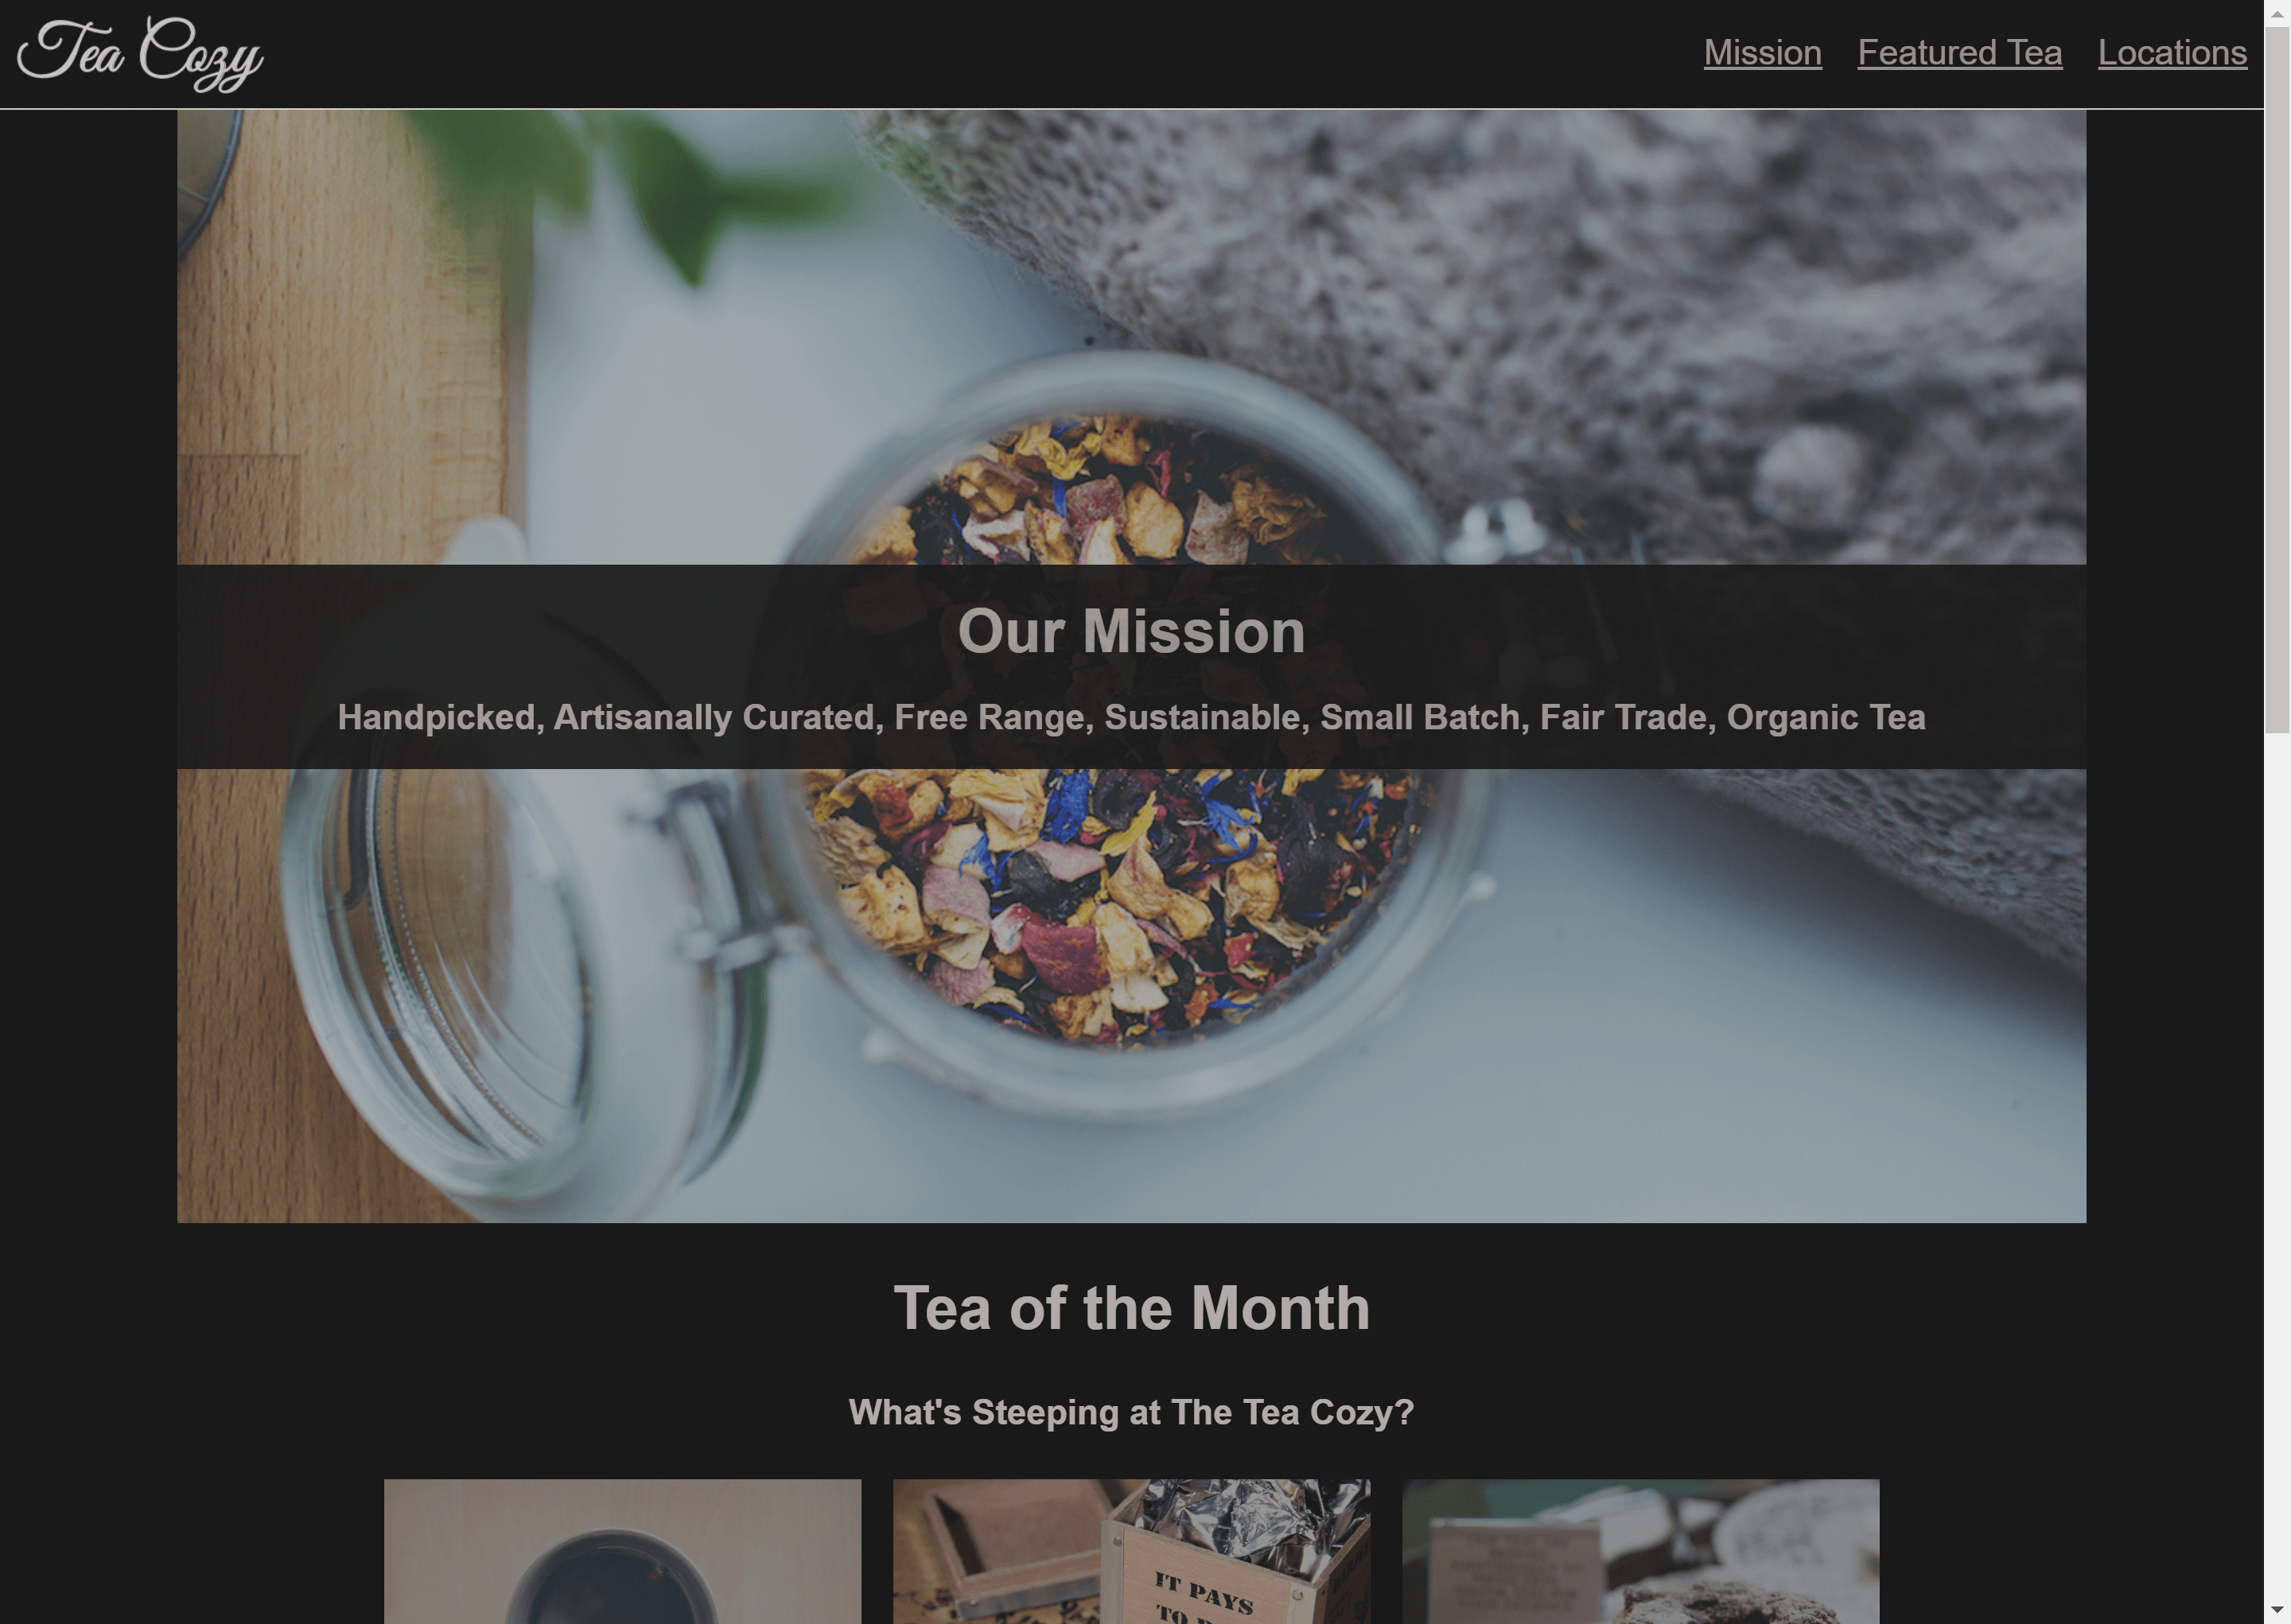 Tea Cozy
Mission Featured Tea Locations
Our Mission
Handpicked, Artisanally Curated, Free Range, Sustainable, Small Batch, Fair Trade, Organic Tea
Tea of the Month
What's Steeping at The Tea Cozy?
IT PAYS
TO